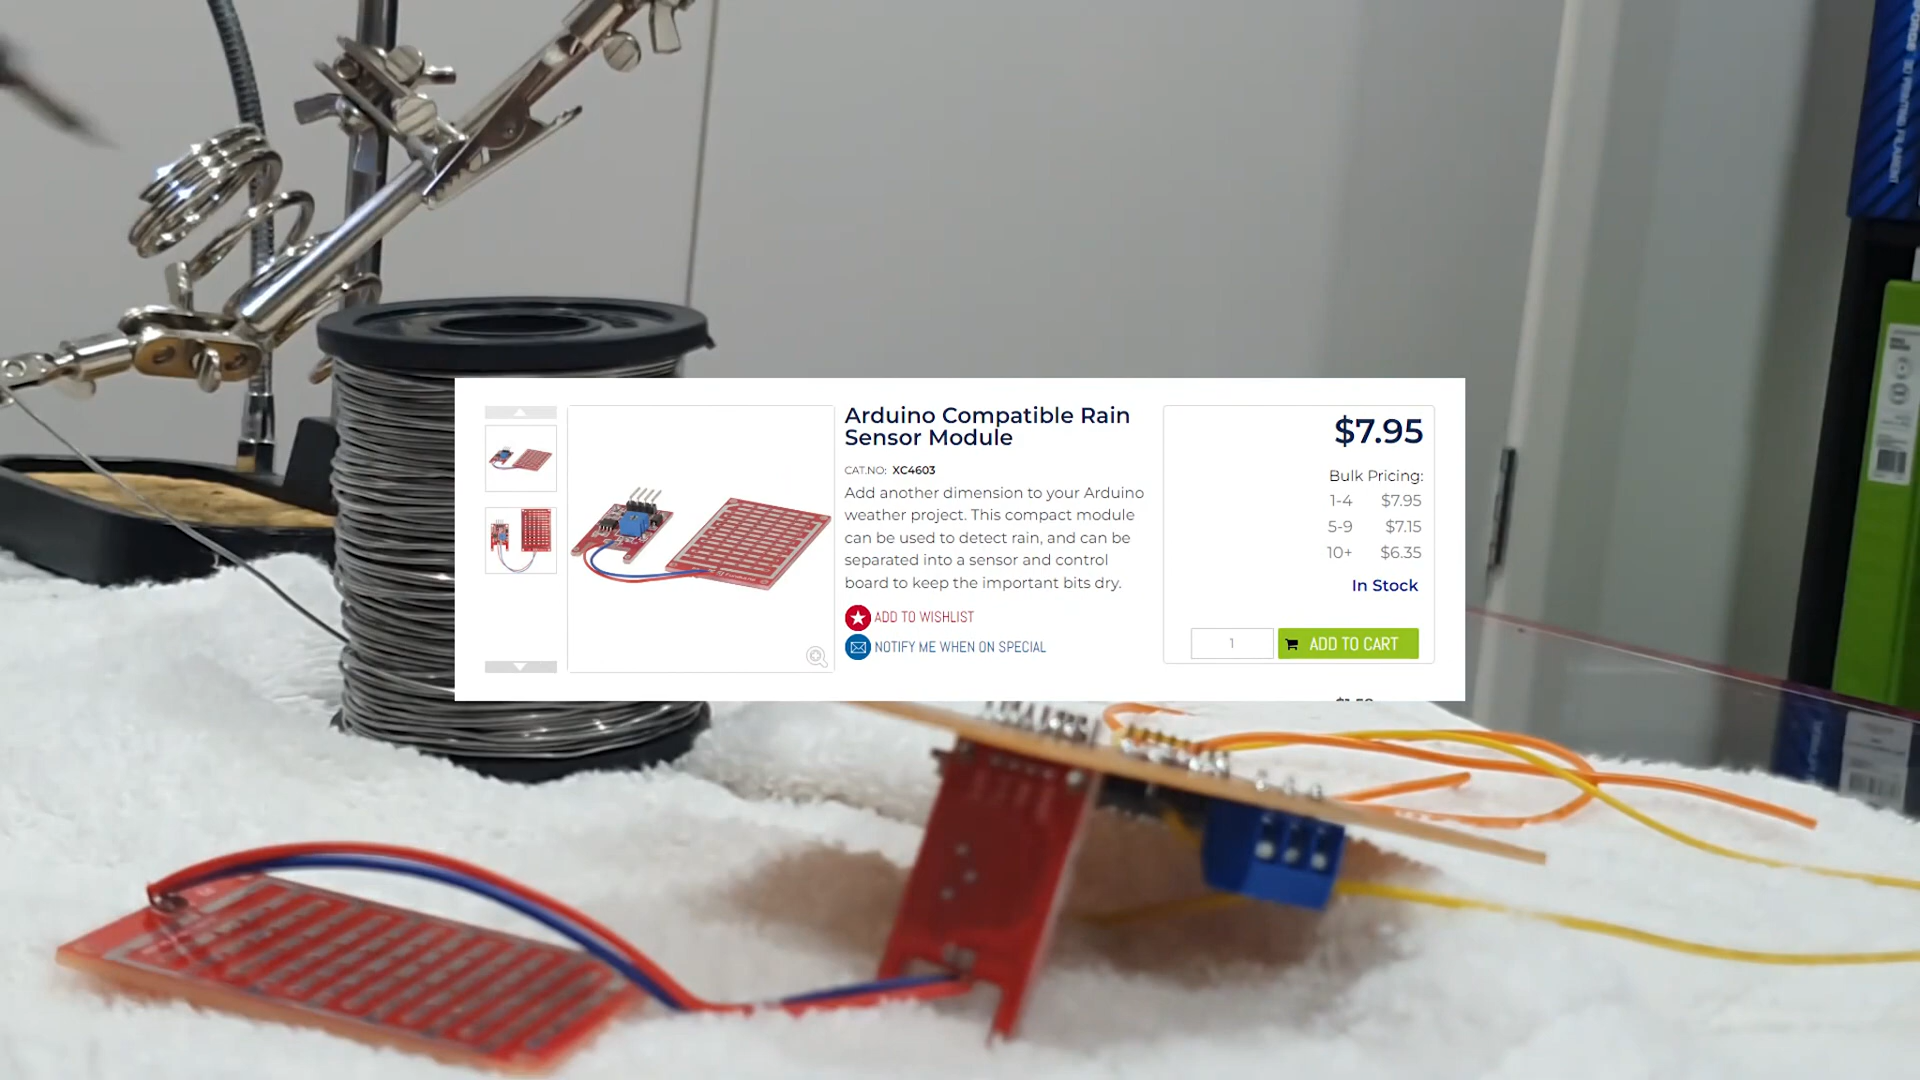 Arduino Compatible Rain
Sensor Module
CAT.NO: XC4603
Add another dimension to your Arduino
weather project. This compact module
can be used to detect rain, and can be
separated into a sensor and control
board to keep the important bits dry.
ADD TO WISHLIST
NOTIFY ME WHEN ON SPECIAL
$7.95
Bulk Pricing:
1-4 $7.95
5-9 $7.15
10+ $6.35
In Stock
1
ADD TO CART
3D PRINTING FILAMENT